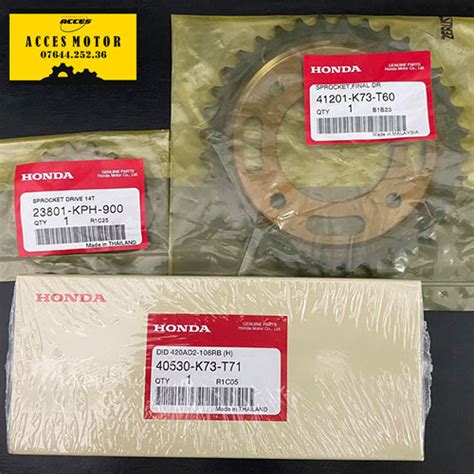 ACCES
ACCES MOTOR
07644.252.36
HONDA
GENUINE PARTS
Honda Motor Co., Ltd.
SPROCKET,FINAL DR
41201-K73-T60
QTY 1 B1B23
Made in MALAYSIA
HONDA
GENUINE PARTS
Honda Motor Co., Ltd.
SPROCKET DRIVE 14T
23801-KPH-900
QTY 1 R1C25
Made in THAILAND
HONDA
HONDA
GENUINE PARTS
Honda Motor Co., Ltd.
DID 420AD2-108RB (H)
40530-K73-T71
QTY 1 R1C05
Made in THAILAND